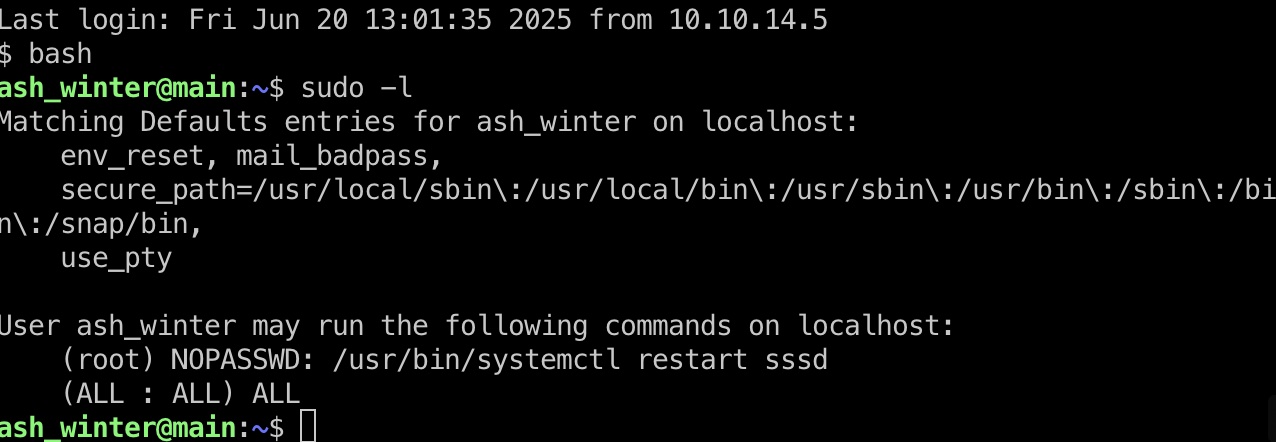 Last login: Fri Jun 20 13:01:35 2025 from 10.10.14.5
$ bash
ash_winter@main:~$ sudo -l
Matching Defaults entries for ash_winter on localhost:
    env_reset, mail_badpass,
    secure_path=/usr/local/sbin\:/usr/local/bin\:/usr/sbin\:/usr/bin\:/sbin\:/bi
n\:/snap/bin,
    use_pty

User ash_winter may run the following commands on localhost:
    (root) NOPASSWD: /usr/bin/systemctl restart sssd
    (ALL : ALL) ALL
ash_winter@main:~$